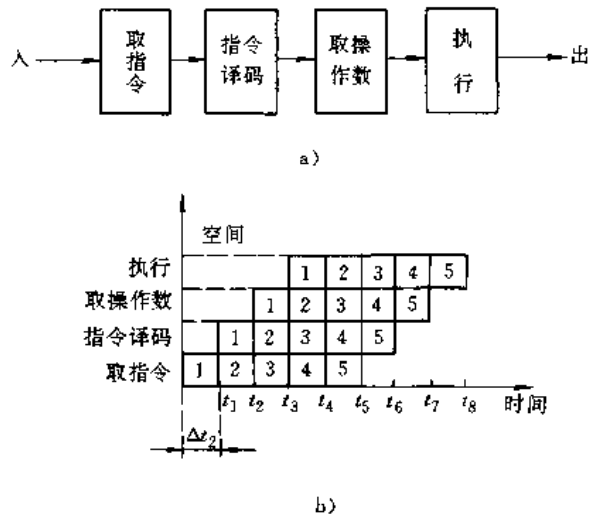 入 取指令 指令译码 取操作数 执行 出
a)
空间
执行 1 2 3 4 5
取操作数 1 2 3 4 5
指令译码 1 2 3 4 5
取指令 1 2 3 4 5
t₁ t₂ t₃ t₄ t₅ t₆ t₇ t₈ 时间
Δt₂
b)